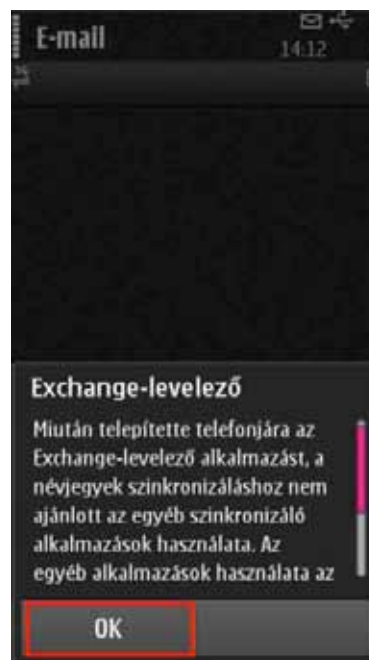 E-mail
14:12
Exchange-levelező
Miután telepítette telefonjára az
Exchange-levelező alkalmazást, a
névjegyek szinkronizáláshoz nem
ajánlott az egyéb szinkronizáló
alkalmazások használata. Az
egyéb alkalmazások használata az
OK